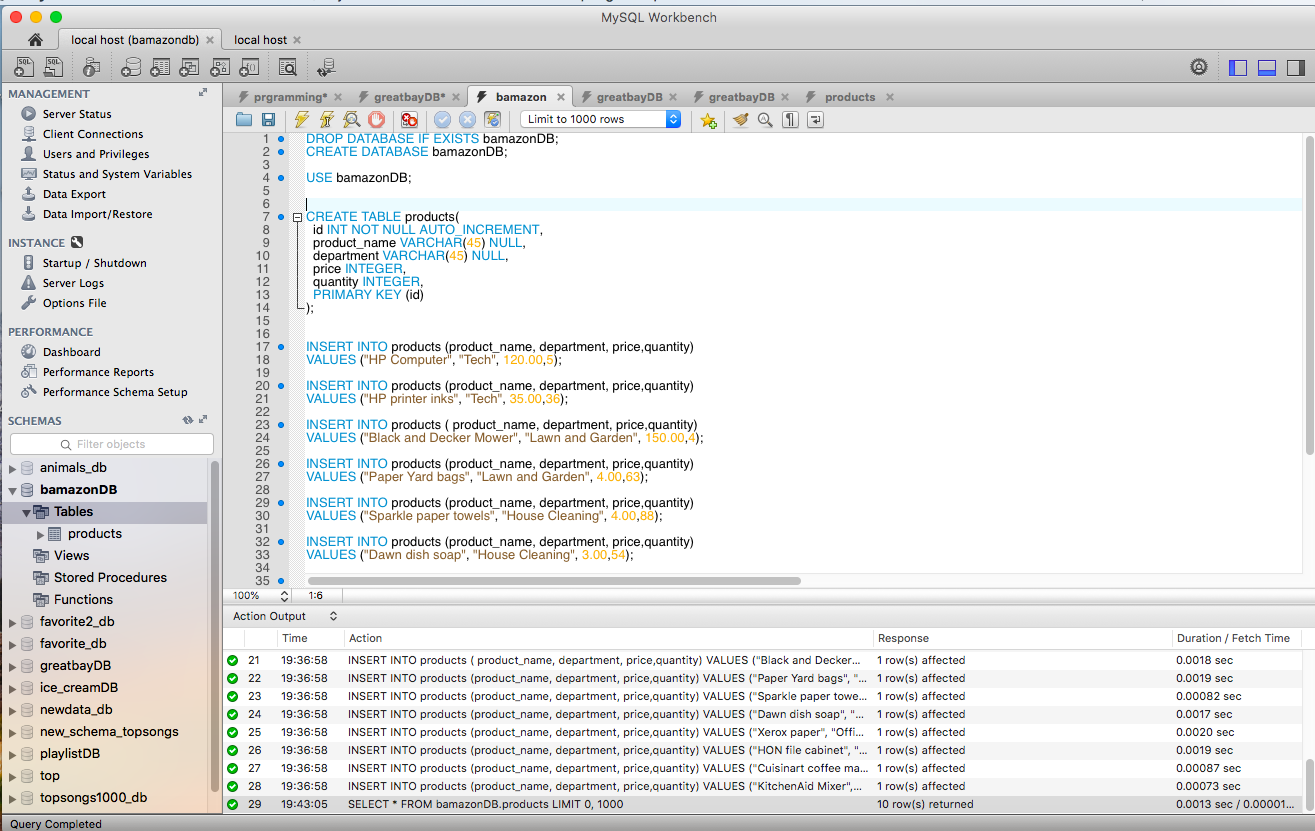 MySQL Workbench
local host (bamazondb)
local host
MANAGEMENT
Server Status
Client Connections
Users and Privileges
Status and System Variables
Data Export
Data Import/Restore
INSTANCE
Startup / Shutdown
Server Logs
Options File
PERFORMANCE
Dashboard
Performance Reports
Performance Schema Setup
SCHEMAS
Filter objects
animals_db
bamazonDB
Tables
products
Views
Stored Procedures
Functions
favorite2_db
favorite_db
greatbayDB
ice_creamDB
newdata_db
new_schema_topsongs
playlistDB
top
topsongs1000_db
prgramming* greatbayDB* bamazon greatbayDB greatbayDB products
Limit to 1000 rows
1 DROP DATABASE IF EXISTS bamazonDB;
2 CREATE DATABASE bamazonDB;
3
4 USE bamazonDB;
5
6
7 CREATE TABLE products(
8 id INT NOT NULL AUTO_INCREMENT,
9 product_name VARCHAR(45) NULL,
10 department VARCHAR(45) NULL,
11 price INTEGER,
12 quantity INTEGER,
13 PRIMARY KEY (id)
14 );
15
16
17 INSERT INTO products (product_name, department, price,quantity)
18 VALUES ("HP Computer", "Tech", 120.00,5);
19
20 INSERT INTO products (product_name, department, price,quantity)
21 VALUES ("HP printer inks", "Tech", 35.00,36);
22
23 INSERT INTO products ( product_name, department, price,quantity)
24 VALUES ("Black and Decker Mower", "Lawn and Garden", 150.00,4);
25
26 INSERT INTO products (product_name, department, price,quantity)
27 VALUES ("Paper Yard bags", "Lawn and Garden", 4.00,63);
28
29 INSERT INTO products (product_name, department, price,quantity)
30 VALUES ("Sparkle paper towels", "House Cleaning", 4.00,88);
31
32 INSERT INTO products (product_name, department, price,quantity)
33 VALUES ("Dawn dish soap", "House Cleaning", 3.00,54);
34
35
100% 1:6
Action Output
Time Action Response Duration / Fetch Time
21 19:36:58 INSERT INTO products ( product_name, department, price,quantity) VALUES ("Black and Decker... 1 row(s) affected 0.0018 sec
22 19:36:58 INSERT INTO products (product_name, department, price,quantity) VALUES ("Paper Yard bags", "... 1 row(s) affected 0.0019 sec
23 19:36:58 INSERT INTO products (product_name, department, price,quantity) VALUES ("Sparkle paper towe... 1 row(s) affected 0.00082 sec
24 19:36:58 INSERT INTO products (product_name, department, price,quantity) VALUES ("Dawn dish soap", "... 1 row(s) affected 0.0017 sec
25 19:36:58 INSERT INTO products (product_name, department, price,quantity) VALUES ("Xerox paper", "Offi... 1 row(s) affected 0.0020 sec
26 19:36:58 INSERT INTO products (product_name, department, price,quantity) VALUES ("HON file cabinet", "... 1 row(s) affected 0.0019 sec
27 19:36:58 INSERT INTO products (product_name, department, price,quantity) VALUES ("Cuisinart coffee ma... 1 row(s) affected 0.00087 sec
28 19:36:58 INSERT INTO products (product_name, department, price,quantity) VALUES ("KitchenAid Mixer",... 1 row(s) affected 0.00073 sec
29 19:43:05 SELECT * FROM bamazonDB.products LIMIT 0, 1000 10 row(s) returned 0.0013 sec / 0.00001...
Query Completed